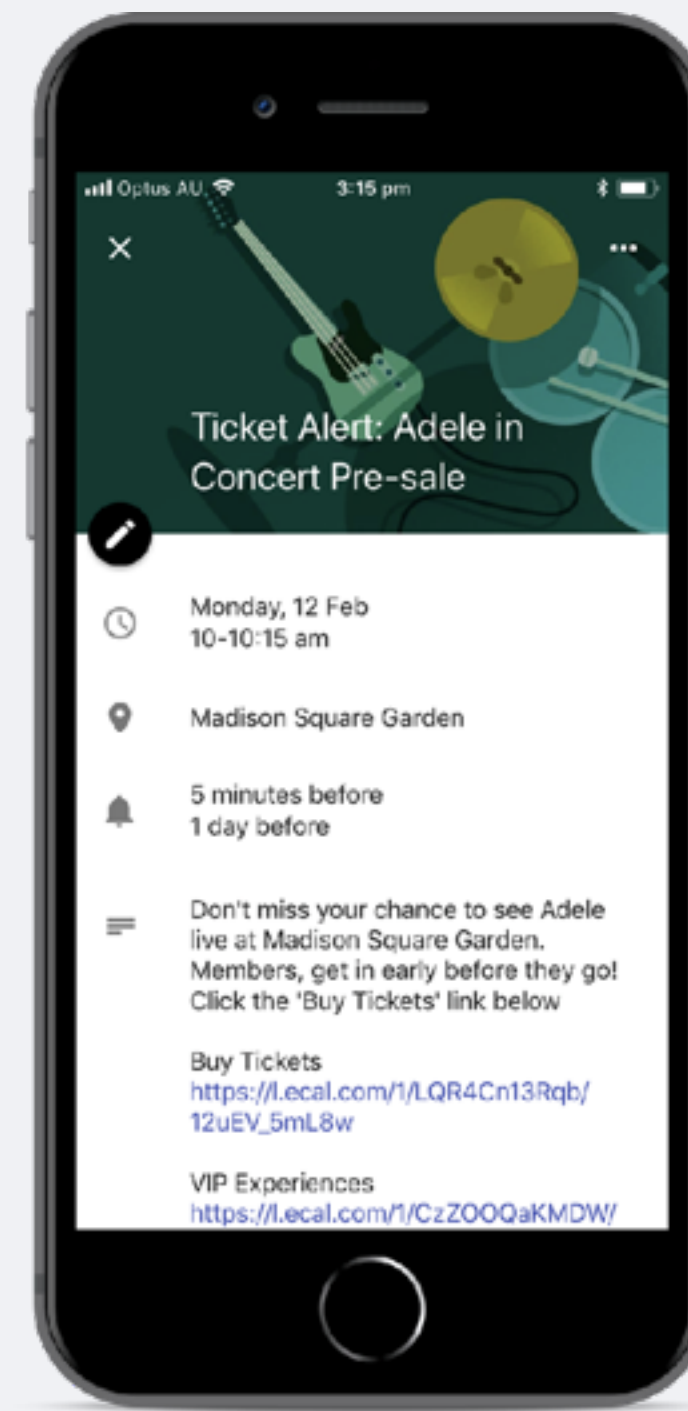 Optus AU 3:15 pm
Ticket Alert: Adele in
Concert Pre-sale
Monday, 12 Feb
10-10:15 am
Madison Square Garden
5 minutes before
1 day before
Don't miss your chance to see Adele
live at Madison Square Garden.
Members, get in early before they go!
Click the 'Buy Tickets' link below
Buy Tickets
https://l.ecal.com/1/LQR4Cn13Rqb/
12uEV_5mL8w
VIP Experiences
https://l.ecal.com/1/CzZOOQaKMDW/